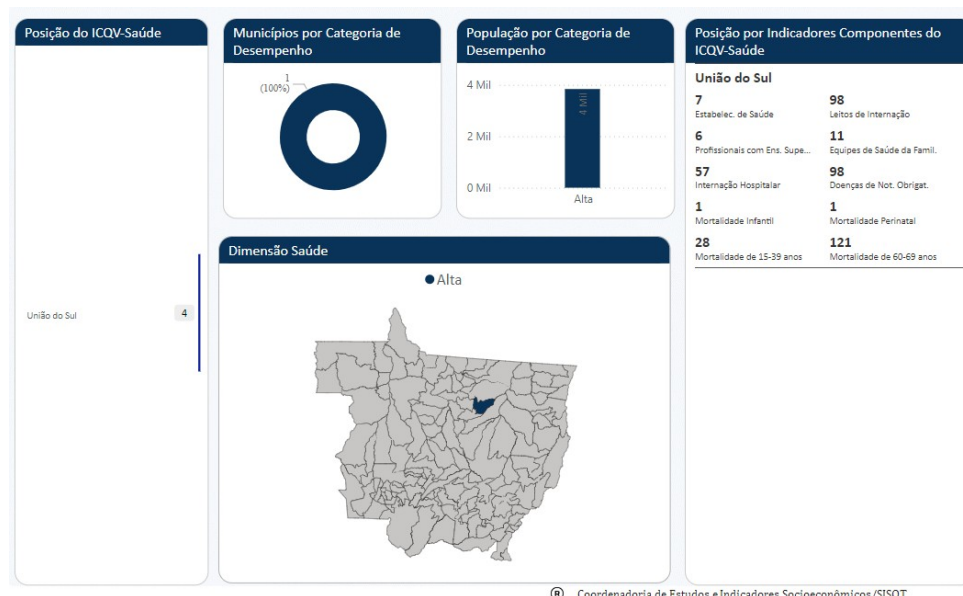 Posição do ICQV-Saúde
União do Sul
4
Municípios por Categoria de
Desempenho
1
(100%)
População por Categoria de
Desempenho
4 Mil
2 Mil
0 Mil
4 Mil
Alta
Dimensão Saúde
Alta
Posição por Indicadores Componentes do
ICQV-Saúde
União do Sul
7 98
Estabelec. de Saúde Leitos de Internação
6 11
Profissionais com Ens. Supe... Equipes de Saúde da Famil.
57 98
Internação Hospitalar Doenças de Not. Obrigat.
1 1
Mortalidade Infantil Mortalidade Perinatal
28 121
Mortalidade de 15-39 anos Mortalidade de 60-69 anos
® Coordenadoria de Estudos e Indicadores Socioeconômicos/SISOT